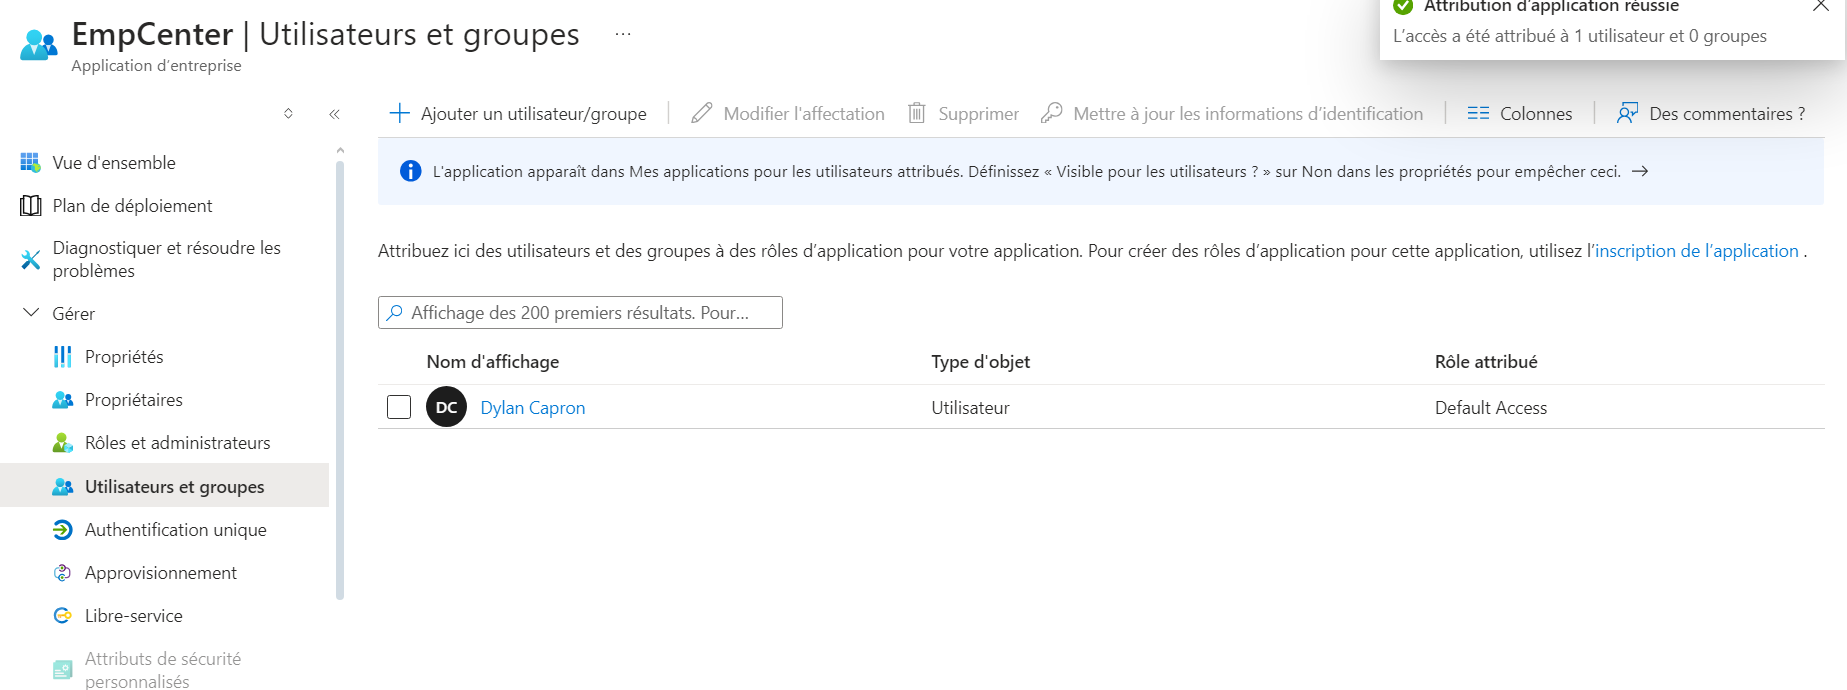 EmpCenter | Utilisateurs et groupes ...
Application d'entreprise
Attribution d'application réussie
L'accès a été attribué à 1 utilisateur et 0 groupes
Ajouter un utilisateur/groupe
Modifier l'affectation
Supprimer
Mettre à jour les informations d'identification
Colonnes
Des commentaires ?
Vue d'ensemble
Plan de déploiement
Diagnostiquer et résoudre les
problèmes
Gérer
Propriétés
Propriétaires
Rôles et administrateurs
Utilisateurs et groupes
Authentification unique
Approvisionnement
Libre-service
Attributs de sécurité
personnalisés
L'application apparaît dans Mes applications pour les utilisateurs attribués. Définissez « Visible pour les utilisateurs ? » sur Non dans les propriétés pour empêcher ceci. →
Attribuez ici des utilisateurs et des groupes à des rôles d'application pour votre application. Pour créer des rôles d'application pour cette application, utilisez l'inscription de l'application .
Affichage des 200 premiers résultats. Pour...
Nom d'affichage Type d'objet Rôle attribué
DC Dylan Capron Utilisateur Default Access